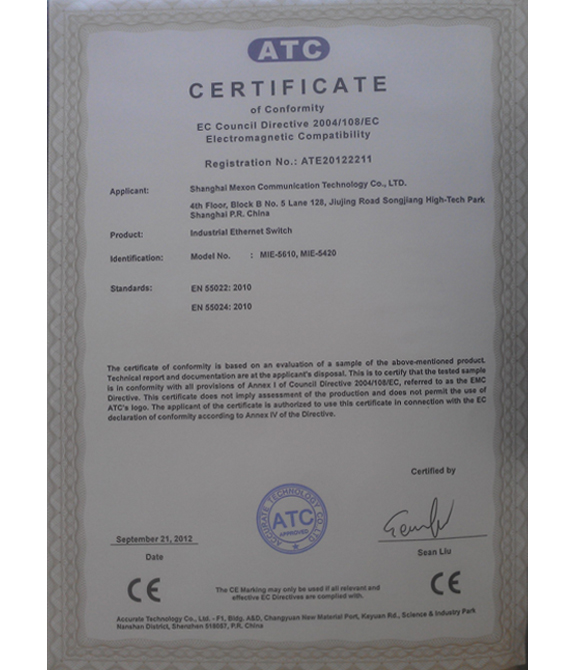 ATC
CERTIFICATE
of Conformity
EC Council Directive 2004/108/EC
Electromagnetic Compatibility
Registration No.: ATE20122211
Applicant: Shanghai Mexon Communication Technology Co., LTD.
4th Floor, Block B No. 5 Lane 128, Jiujing Road Songjiang High-Tech Park
Shanghai P.R. China
Product: Industrial Ethernet Switch
Identification: Model No. : MIE-5610, MIE-5420
Standards: EN 55022: 2010
EN 55024: 2010
The certificate of conformity is based on an evaluation of a sample of the above-mentioned product.
Technical report and documentation are at the applicant's disposal. This is to certify that the tested sample
is in conformity with all provisions of Annex I of Council Directive 2004/108/EC, referred to as the EMC
Directive. This certificate does not imply assessment of the production and does not permit the use of
ATC's logo. The applicant of the certificate is authorized to use this certificate in connection with the EC
declaration of conformity according to Annex IV of the Directive.
Certified by
ACCURATE TECHNOLOGY CO. LTD.
ATC
APPROVED
September 21, 2012
Date
Sean Liu
CE
The CE Marking may only be used if all relevant and
effective EC Directives are complied with.
CE
Accurate Technology Co., Ltd. - F1, Bldg. A&D, Changyuan New Material Port, Keyuan Rd., Science & Industry Park
Nanshan District, Shenzhen 518057, P.R. China